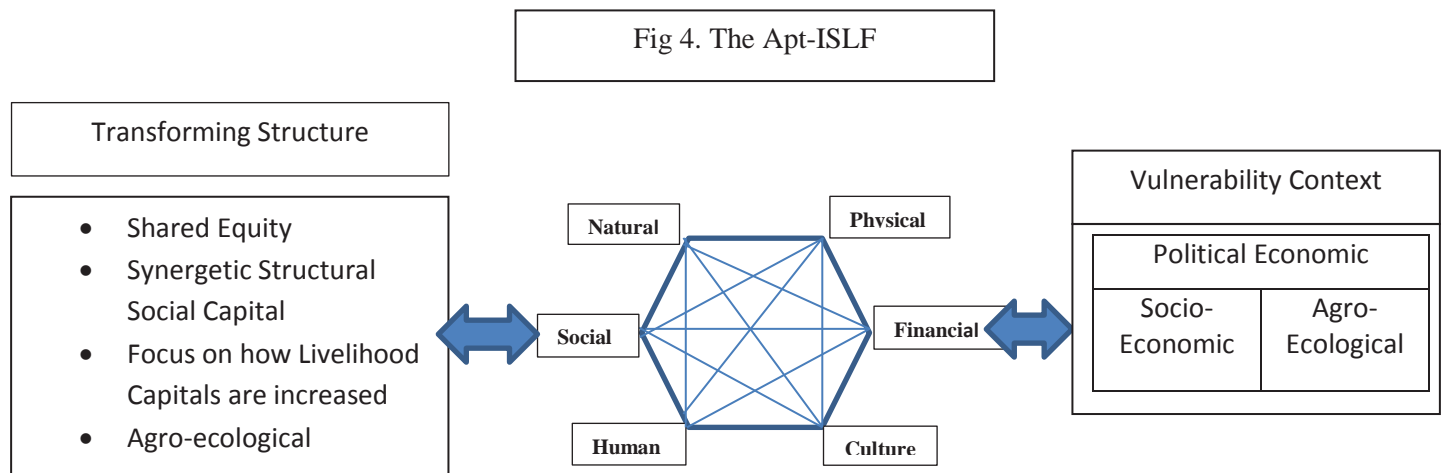 Fig 4. The Apt-ISLF
Transforming Structure
• Shared Equity
• Synergetic Structural
Social Capital
• Focus on how Livelihood
Capitals are increased
• Agro-ecological
Natural
Physical
Social
Financial
Human
Culture
Vulnerability Context
Political Economic
Socio-
Economic
Agro-
Ecological